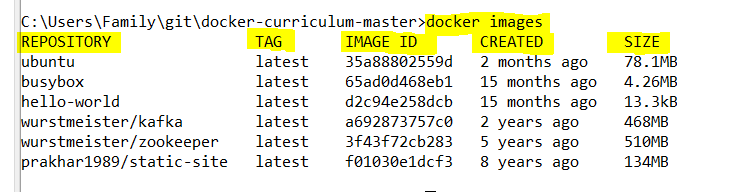 C:\Users\Family\git\docker-curriculum-master>docker images
REPOSITORY TAG IMAGE ID CREATED SIZE
ubuntu latest 35a88802559d 2 months ago 78.1MB
busybox latest 65ad0d468eb1 15 months ago 4.26MB
hello-world latest d2c94e258dcb 15 months ago 13.3kB
wurstmeister/kafka latest a692873757c0 2 years ago 468MB
wurstmeister/zookeeper latest 3f43f72cb283 5 years ago 510MB
prakhar1989/static-site latest f01030e1dcf3 8 years ago 134MB